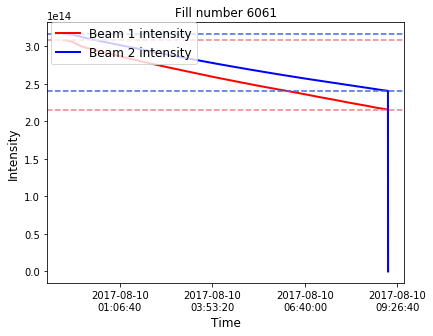 Fill number 6061
1e14
Beam 1 intensity
Beam 2 intensity
3.0
2.5
2.0
1.5
1.0
0.5
0.0
Intensity
2017-08-10 2017-08-10 2017-08-10 2017-08-10
01:06:40 03:53:20 06:40:00 09:26:40
Time